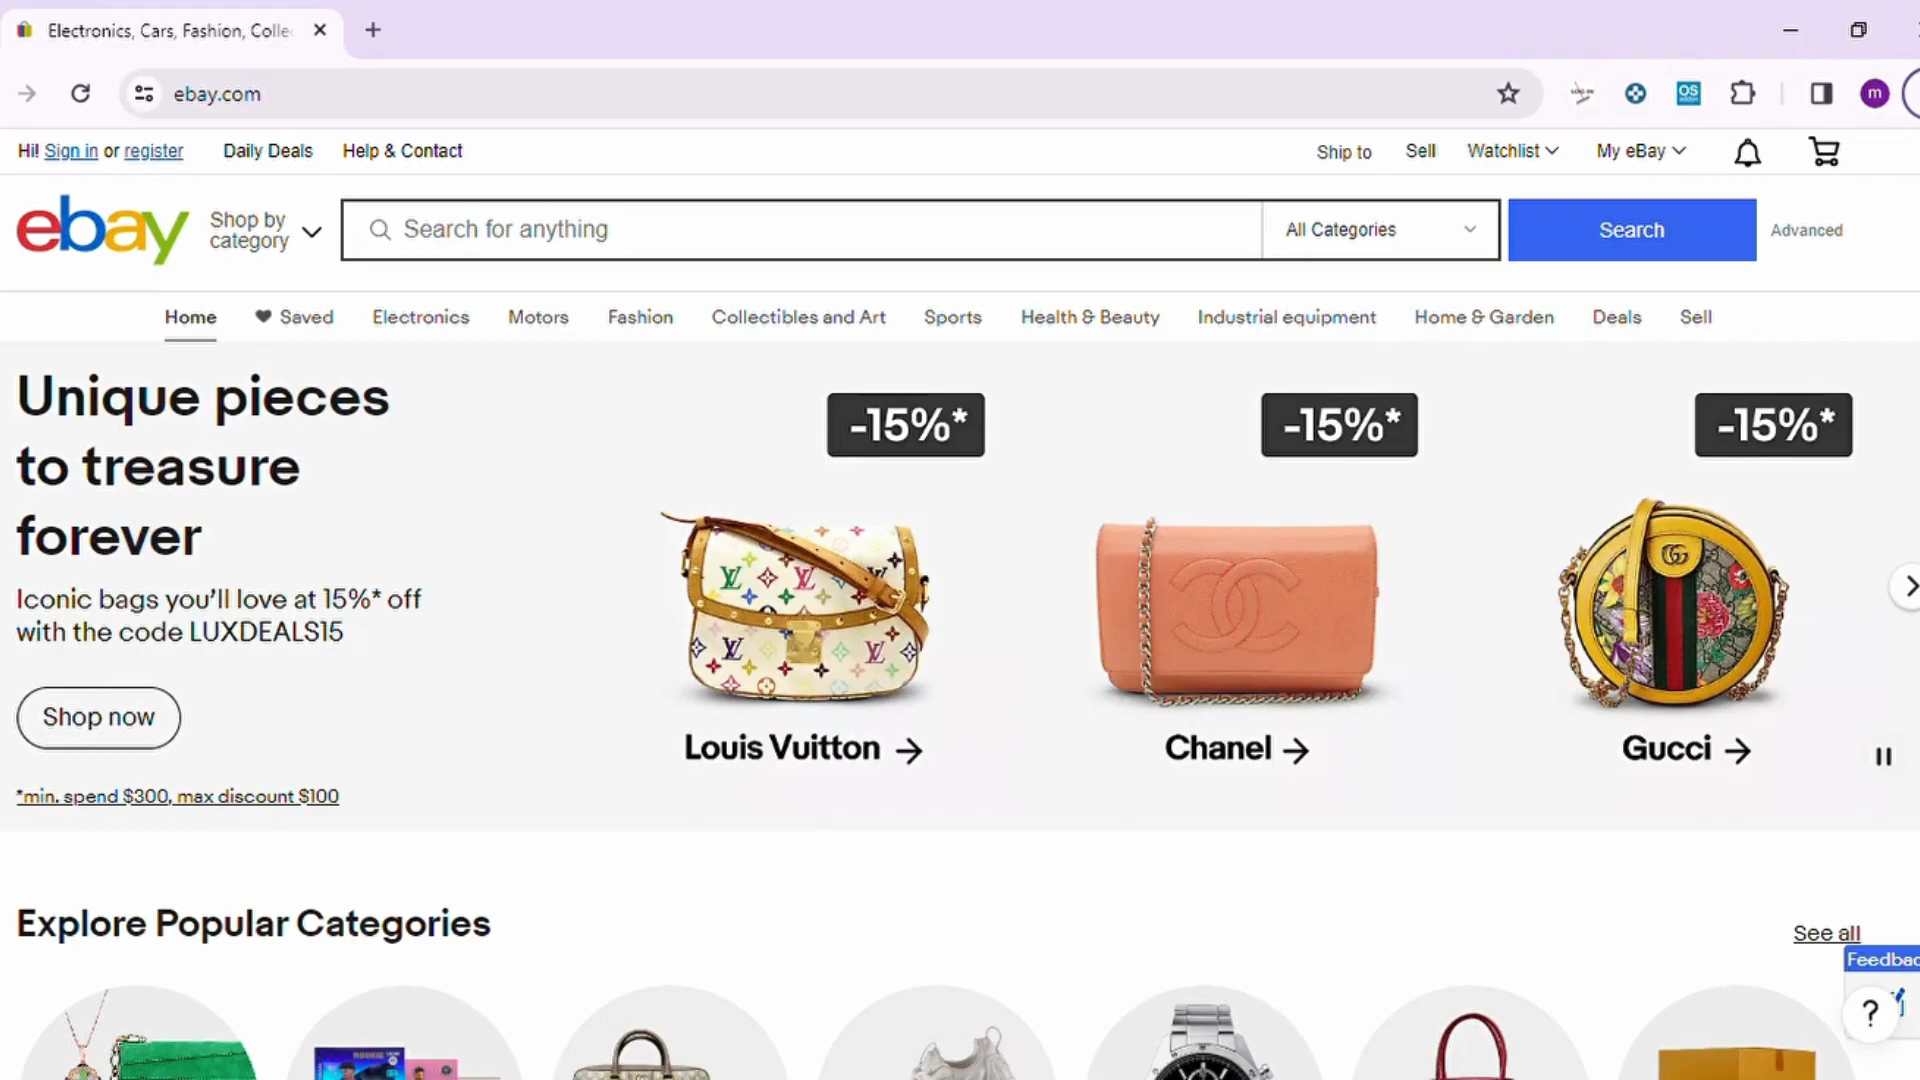 Electronics, Cars, Fashion, Colle
ebay.com
OS
m
Hi! Sign in or register
Daily Deals
Help & Contact
Ship to
Sell
Watchlist
My eBay
ebay
Shop by
category
Search for anything
All Categories
Search
Advanced
Home
Saved
Electronics
Motors
Fashion
Collectibles and Art
Sports
Health & Beauty
Industrial equipment
Home & Garden
Deals
Sell
Unique pieces
to treasure
forever
Iconic bags you’ll love at 15%* off
with the code LUXDEALS15
Shop now
*min. spend $300, max discount $100
-15%*
-15%*
-15%*
Louis Vuitton →
Chanel →
Gucci →
Explore Popular Categories
See all
Feedbac
?
ROOKIE